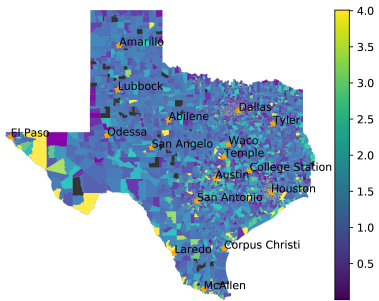 Amarillo
Lubbock
Abilene
Dallas
Tyler
El Paso
Odessa
San Angelo
Waco
Temple
College Station
Austin
Houston
San Antonio
Laredo
Corpus Christi
McAllen
4.0
3.5
3.0
2.5
2.0
1.5
1.0
0.5